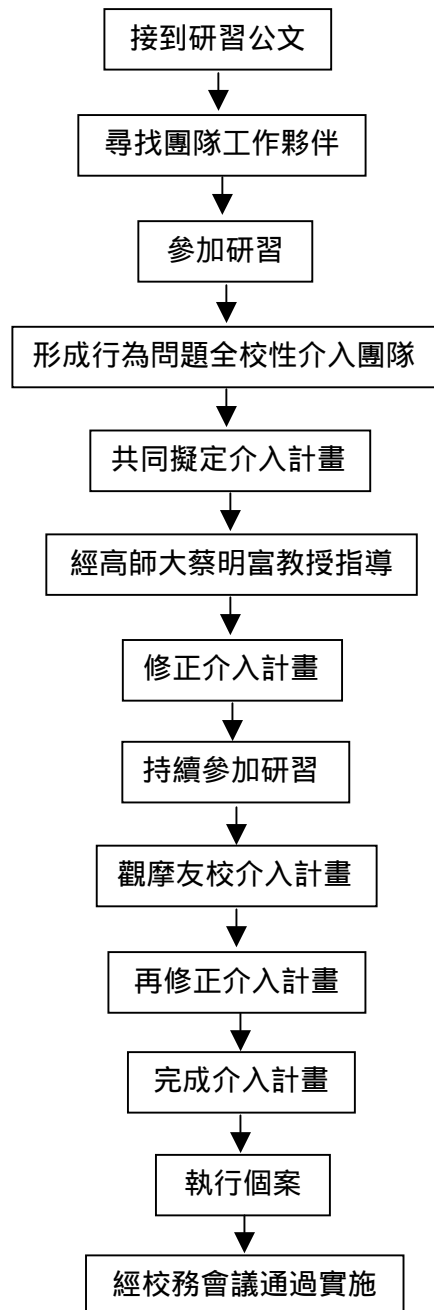 接到研習公文
尋找團隊工作夥伴
參加研習
形成行為問題全校性介入團隊
共同擬定介入計畫
經高師大蔡明富教授指導
修正介入計畫
持續參加研習
觀摩友校介入計畫
再修正介入計畫
完成介入計畫
執行個案
經校務會議通過實施